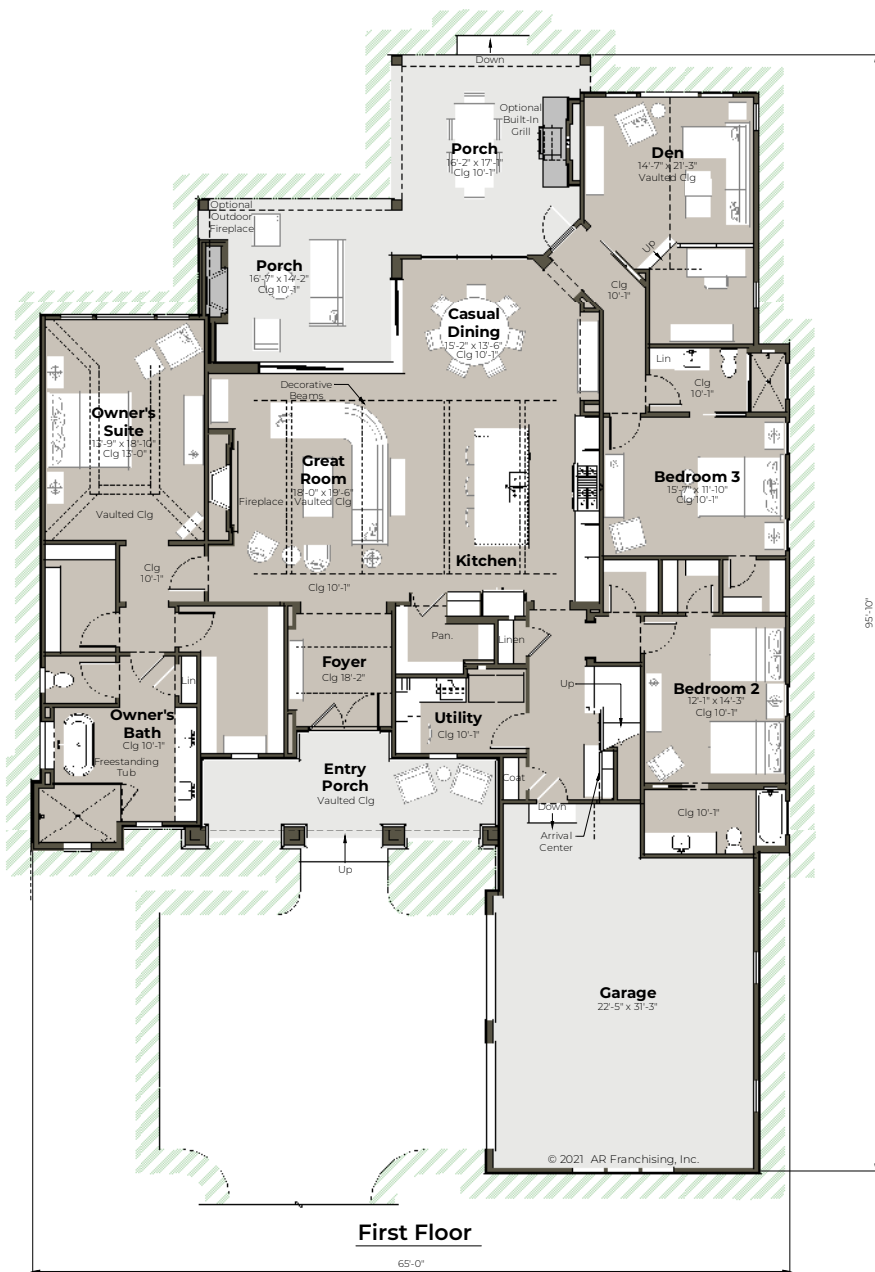 Down
Optional
Built-In
Grill
Porch
16'-2" x 17'-1"
Clg 10'-1"
Den
14'-7" x 21'-3"
Vaulted Clg
Up
Clg
10'-1"
Optional
Outdoor
Fireplace
Porch
16'-7" x 14'-2"
Clg 10'-1"
Casual
Dining
15'-2" x 13'-6"
Clg 10'-1"
Lin
Clg
10'-1"
Decorative
Beams
Owner's
Suite
13'-9" x 18'-10"
Clg 13'-0"
Vaulted Clg
Great
Room
18'-0" x 19'-6"
Vaulted Clg
Fireplace
Bedroom 3
15'-7" x 11'-10"
Clg 10'-1"
Kitchen
Clg
10'-1"
Clg 10'-1"
95'-10"
Pan.
Linen
Foyer
Clg 18'-2"
Lin
Up
Bedroom 2
12'-1" x 14'-3"
Clg 10'-1"
Owner's
Bath
Clg 10'-1"
Freestanding
Tub
Utility
Clg 10'-1"
Entry
Porch
Vaulted Clg
Coat
Down
Arrival
Center
Clg 10'-1"
Up
Garage
22'-5" x 31'-3"
© 2021 AR Franchising, Inc.
First Floor
65'-0"